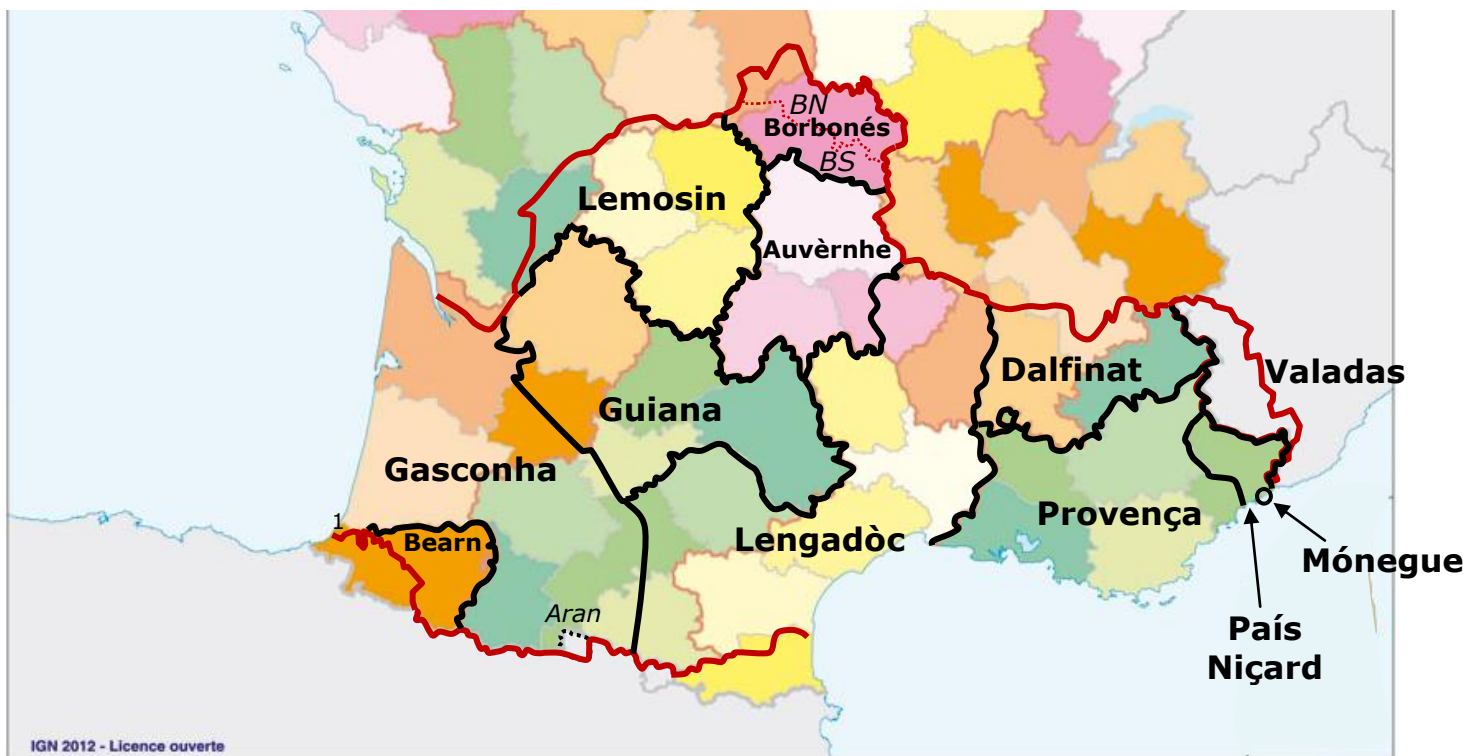 BN
Borbonés
BS
Lemosin
Auvèrnhe
Dalfinat
Valadas
Guiana
Gasconha
Provença
1
Bearn
Lengadòc
Mónegue
Aran
País
Niçard
IGN 2012 - Licence ouverte